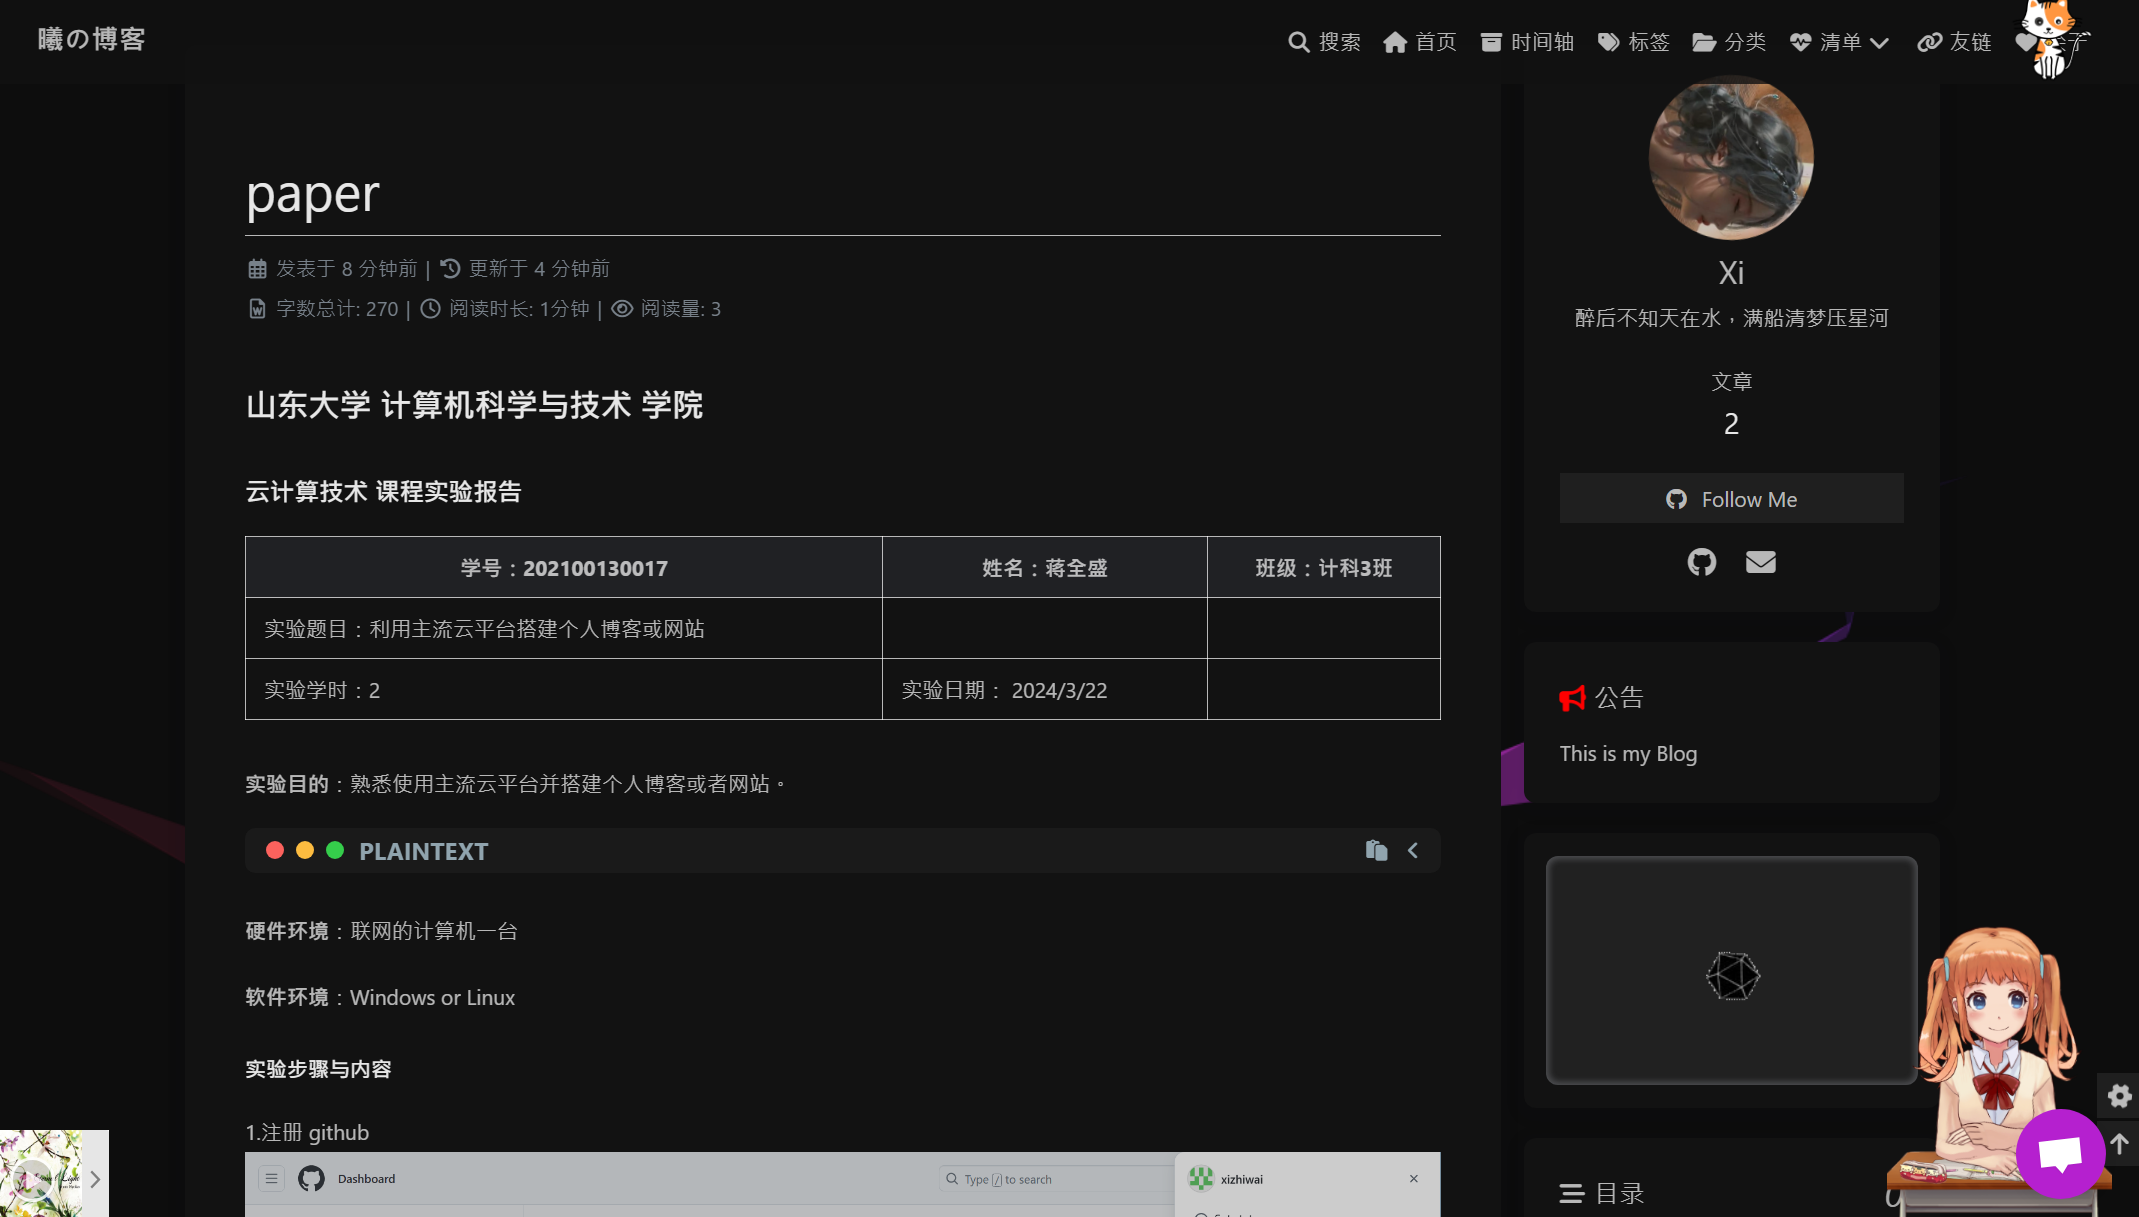 曦の博客
搜索 首页 时间轴 标签 分类 清单 友链
paper
发表于 8 分钟前 | 更新于 4 分钟前
字数总计: 270 | 阅读时长: 1分钟 | 阅读量: 3
山东大学 计算机科学与技术 学院
云计算技术 课程实验报告
学号：202100130017 姓名：蒋全盛 班级：计科3班
实验题目：利用主流云平台搭建个人博客或网站
实验学时：2 实验日期： 2024/3/22
实验目的：熟悉使用主流云平台并搭建个人博客或者网站。
PLAINTEXT
硬件环境：联网的计算机一台
软件环境：Windows or Linux
实验步骤与内容
1.注册 github
Dashboard Type / to search xizhiwai
Xi
醉后不知天在水，满船清梦压星河
文章
2
Follow Me
公告
This is my Blog
目录